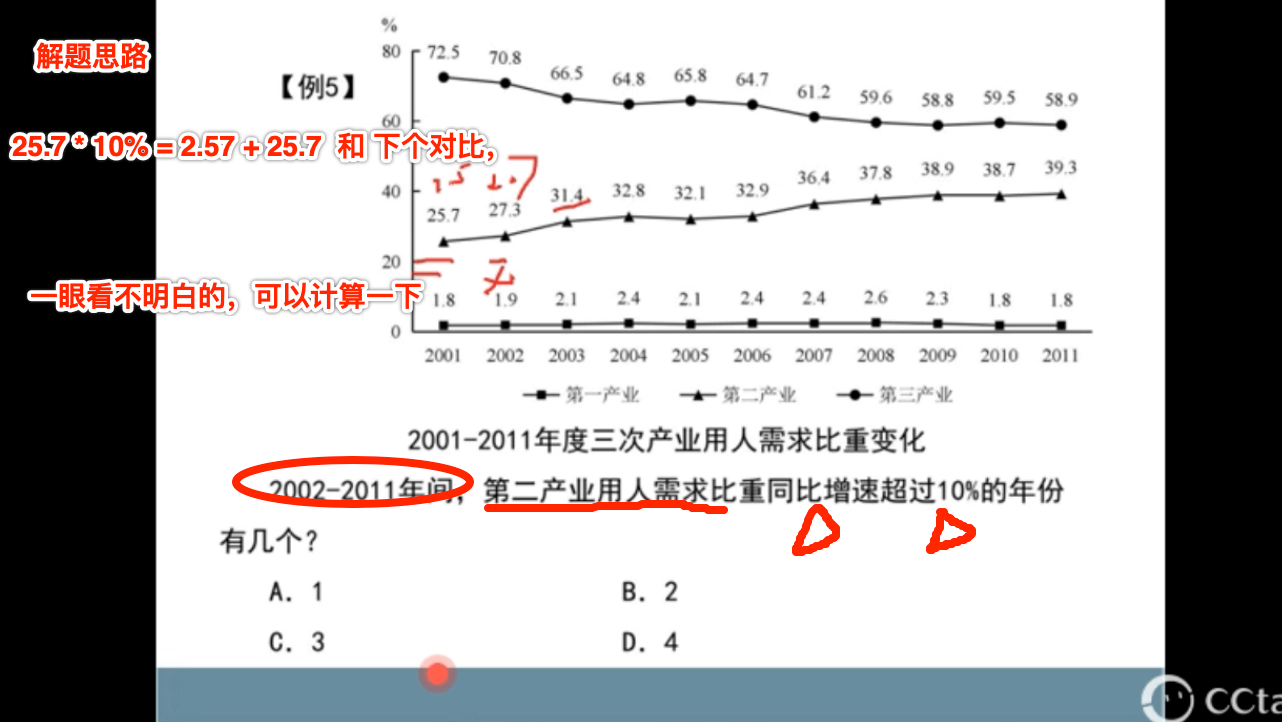 解题思路
【例5】
25.7 * 10% = 2.57 + 25.7 和 下个对比，
一眼看不明白的，可以计算一下
%
80
60
40
20
0
72.5 70.8 66.5 64.8 65.8 64.7 61.2 59.6 58.8 59.5 58.9
25.7 27.3 31.4 32.8 32.1 32.9 36.4 37.8 38.9 38.7 39.3
1.8 1.9 2.1 2.4 2.1 2.4 2.4 2.6 2.3 1.8 1.8
2001 2002 2003 2004 2005 2006 2007 2008 2009 2010 2011
第一产业 第二产业 第三产业
2001-2011年度三次产业用人需求比重变化
2002-2011年间，第二产业用人需求比重同比增速超过10%的年份
有几个？
A. 1 B. 2
C. 3 D. 4